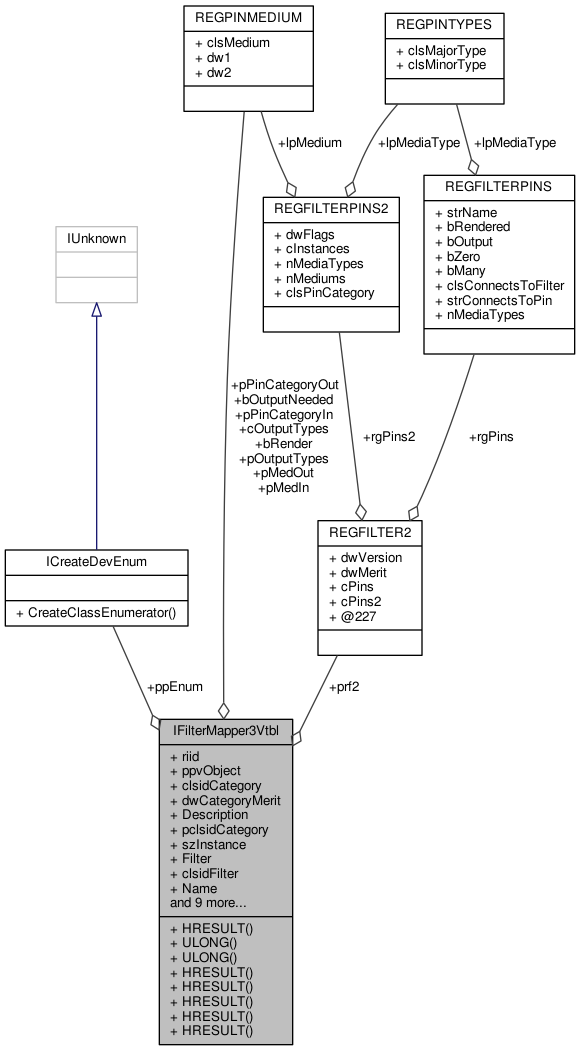 REGPINMEDIUM
+ clsMedium
+ dw1
+ dw2
REGPINTYPES
+ clsMajorType
+ clsMinorType
+lpMedium
+lpMediaType
+lpMediaType
REGFILTERPINS2
+ dwFlags
+ cInstances
+ nMediaTypes
+ nMediums
+ clsPinCategory
REGFILTERPINS
+ strName
+ bRendered
+ bOutput
+ bZero
+ bMany
+ clsConnectsToFilter
+ strConnectsToPin
+ nMediaTypes
IUnknown
+pPinCategoryOut
+bOutputNeeded
+pPinCategoryIn
+cOutputTypes
+bRender
+pOutputTypes
+pMedOut
+pMedIn
+rgPins2
+rgPins
ICreateDevEnum
+ CreateClassEnumerator()
REGFILTER2
+ dwVersion
+ dwMerit
+ cPins
+ cPins2
+ @227
+ppEnum
+prf2
IFilterMapper3Vtbl
+ riid
+ ppvObject
+ clsidCategory
+ dwCategoryMerit
+ Description
+ pclsidCategory
+ szInstance
+ Filter
+ clsidFilter
+ Name
and 9 more...
+ HRESULT()
+ ULONG()
+ ULONG()
+ HRESULT()
+ HRESULT()
+ HRESULT()
+ HRESULT()
+ HRESULT()